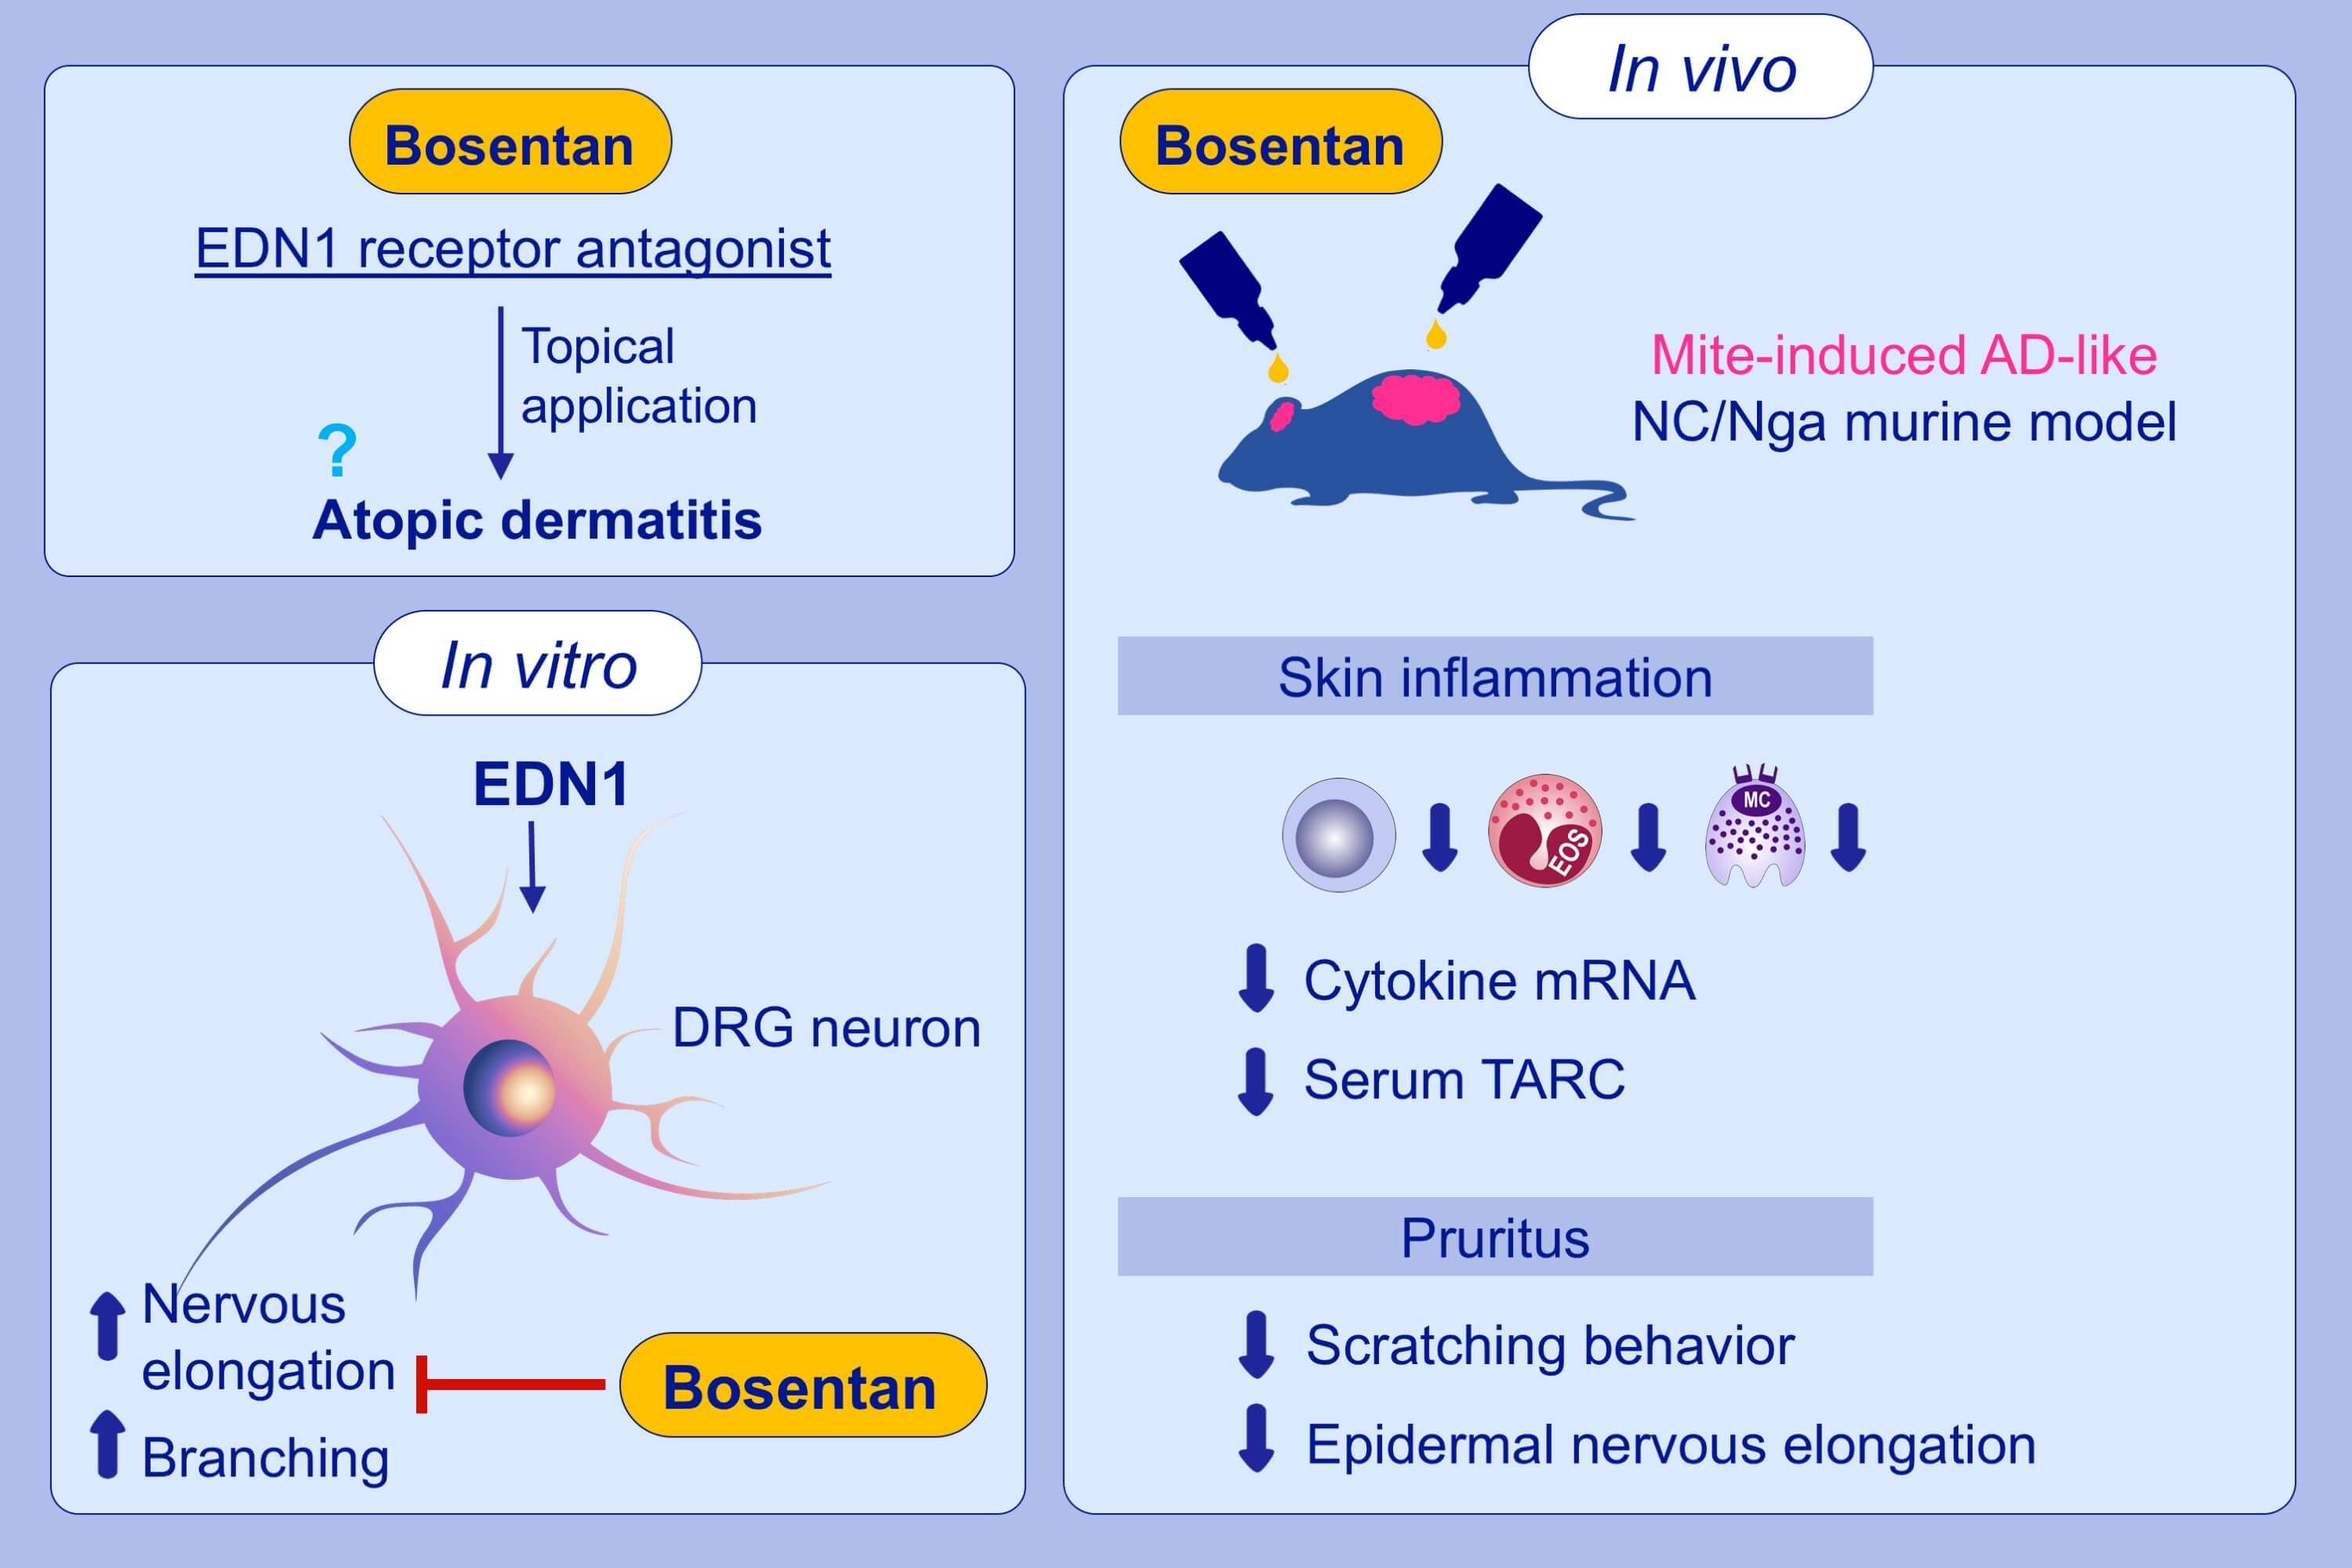 Bosentan
EDN1 receptor antagonist
Topical
application
?
Atopic dermatitis
In vitro
EDN1
DRG neuron
Nervous
elongation
Branching
Bosentan
In vivo
Bosentan
Mite-induced AD-like
NC/Nga murine model
Skin inflammation
EOS
MC
Cytokine mRNA
Serum TARC
Pruritus
Scratching behavior
Epidermal nervous elongation